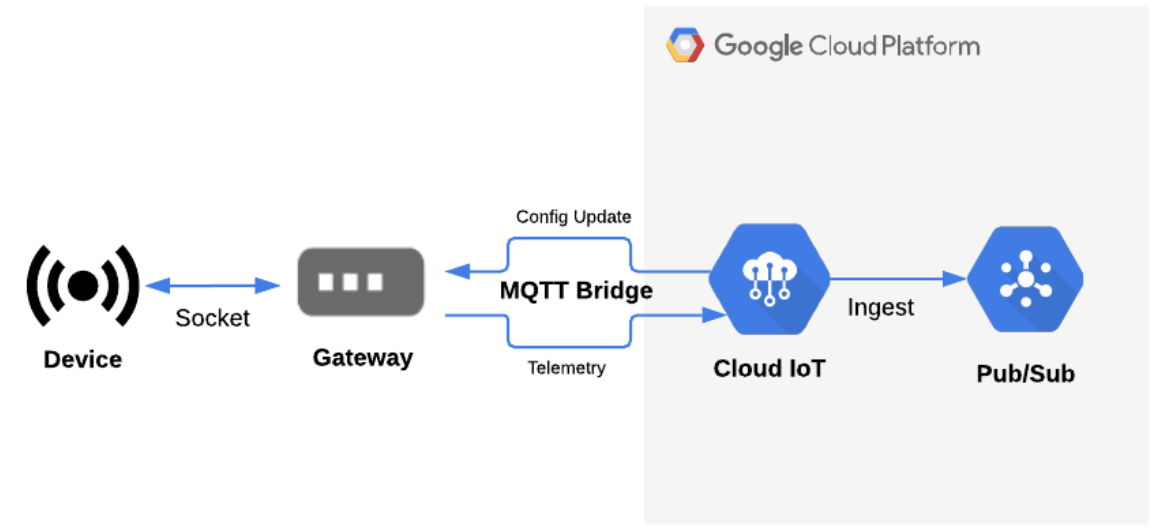 Google Cloud Platform
Config Update
MQTT Bridge
Socket
Ingest
Device
Gateway
Telemetry
Cloud IoT
Pub/Sub